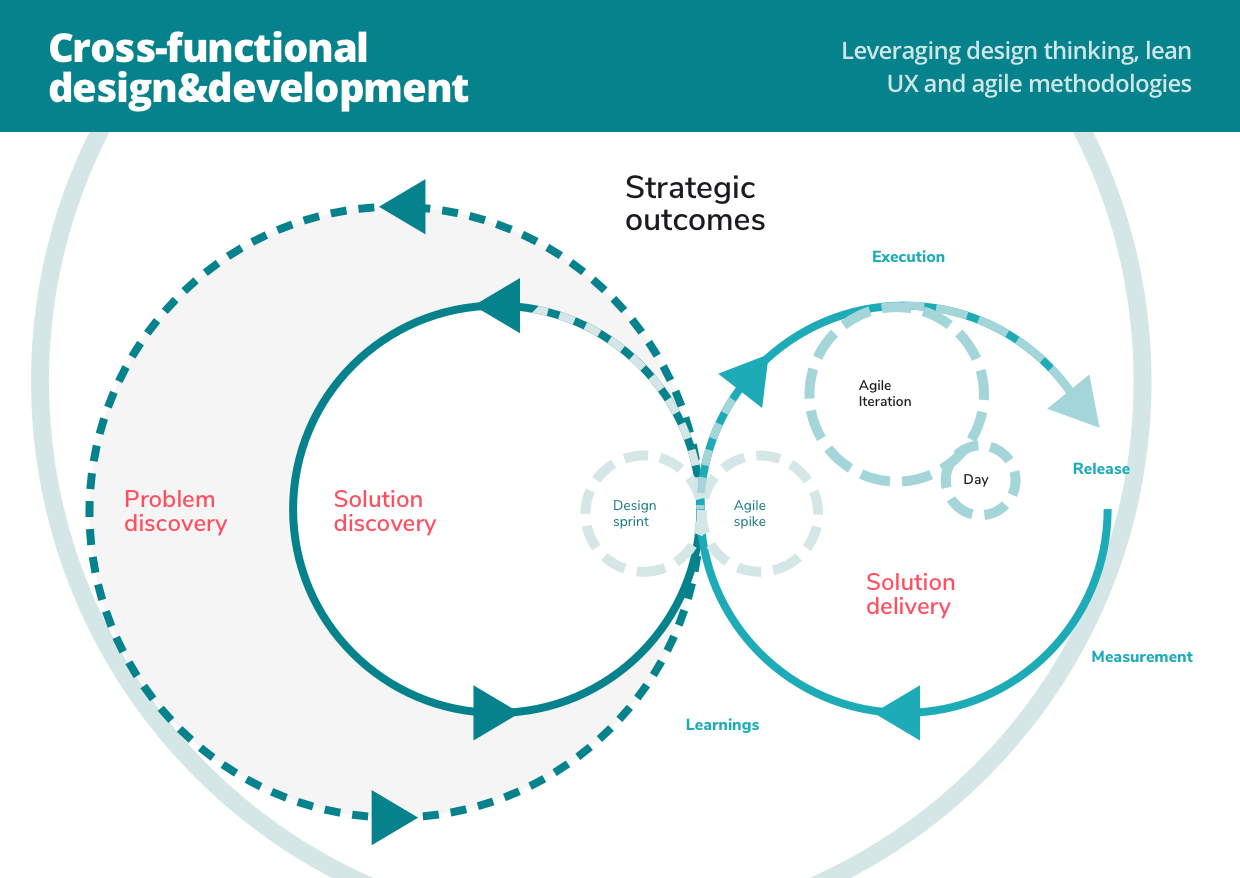 Cross-functional
design&development
Leveraging design thinking, lean
UX and agile methodologies
Strategic
outcomes
Execution
Agile
Iteration
Day
Release
Problem
discovery
Solution
discovery
Design
sprint
Agile
spike
Solution
delivery
Measurement
Learnings